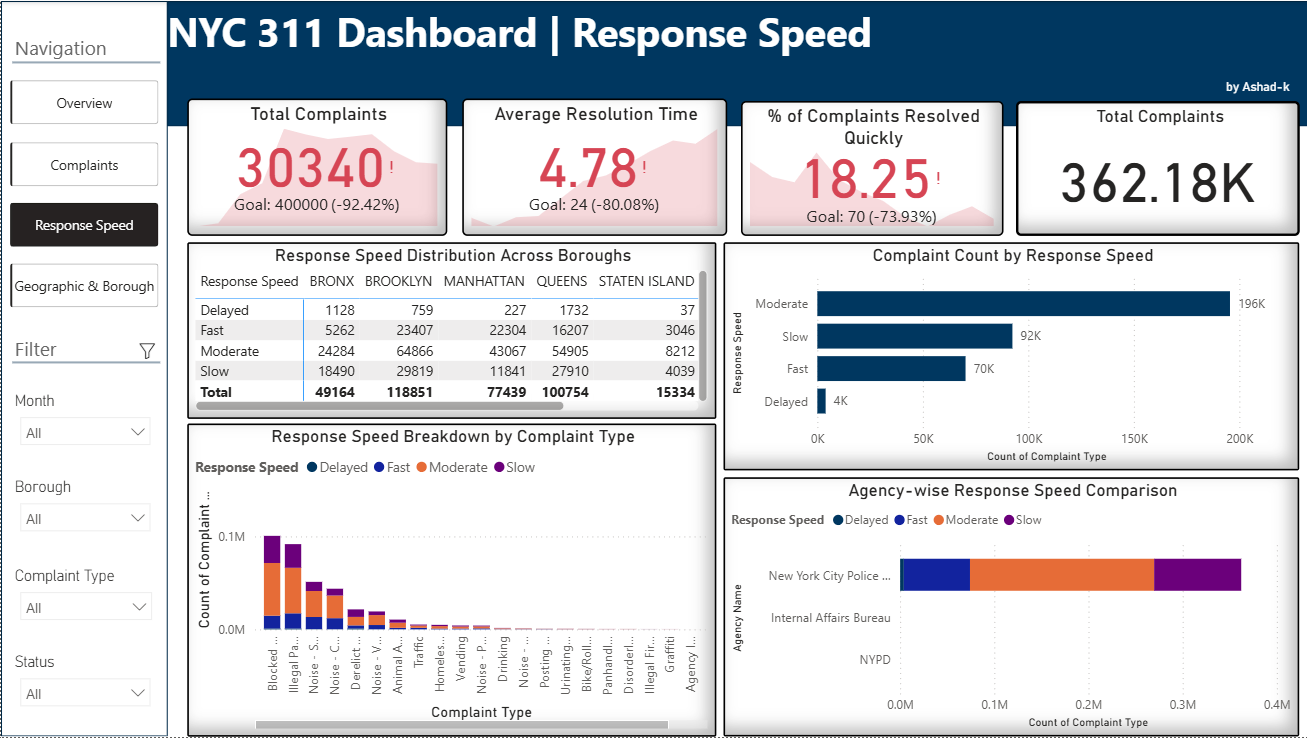 NYC 311 Dashboard | Response Speed
by Ashad-k
Navigation
Overview
Complaints
Response Speed
Geographic & Borough
Filter
Month
All
Borough
All
Complaint Type
All
Status
All
Total Complaints
30340!
Goal: 400000 (-92.42%)
Average Resolution Time
4.78!
Goal: 24 (-80.08%)
% of Complaints Resolved
Quickly
18.25!
Goal: 70 (-73.93%)
Total Complaints
362.18K
Response Speed Distribution Across Boroughs
Response Speed BRONX BROOKLYN MANHATTAN QUEENS STATEN ISLAND
Delayed 1128 759 227 1732 37
Fast 5262 23407 22304 16207 3046
Moderate 24284 64866 43067 54905 8212
Slow 18490 29819 11841 27910 4039
Total 49164 118851 77439 100754 15334
Complaint Count by Response Speed
Response Speed
Moderate 196K
Slow 92K
Fast 70K
Delayed 4K
0K 50K 100K 150K 200K
Count of Complaint Type
Response Speed Breakdown by Complaint Type
Response Speed Delayed Fast Moderate Slow
Count of Complaint ...
0.1M
0.0M
Blocked ...
Illegal Pa...
Noise - S...
Noise - C...
Derelict ...
Noise - V...
Animal A...
Traffic
Homeles...
Vending
Noise - P...
Drinking
Noise - ...
Posting ...
Urinating...
Bike/Roll...
Panhandl...
Disorderl...
Illegal Fir...
Graffiti
Agency I...
Complaint Type
Agency-wise Response Speed Comparison
Response Speed Delayed Fast Moderate Slow
Agency Name
New York City Police ...
Internal Affairs Bureau
NYPD
0.0M 0.1M 0.2M 0.3M 0.4M
Count of Complaint Type